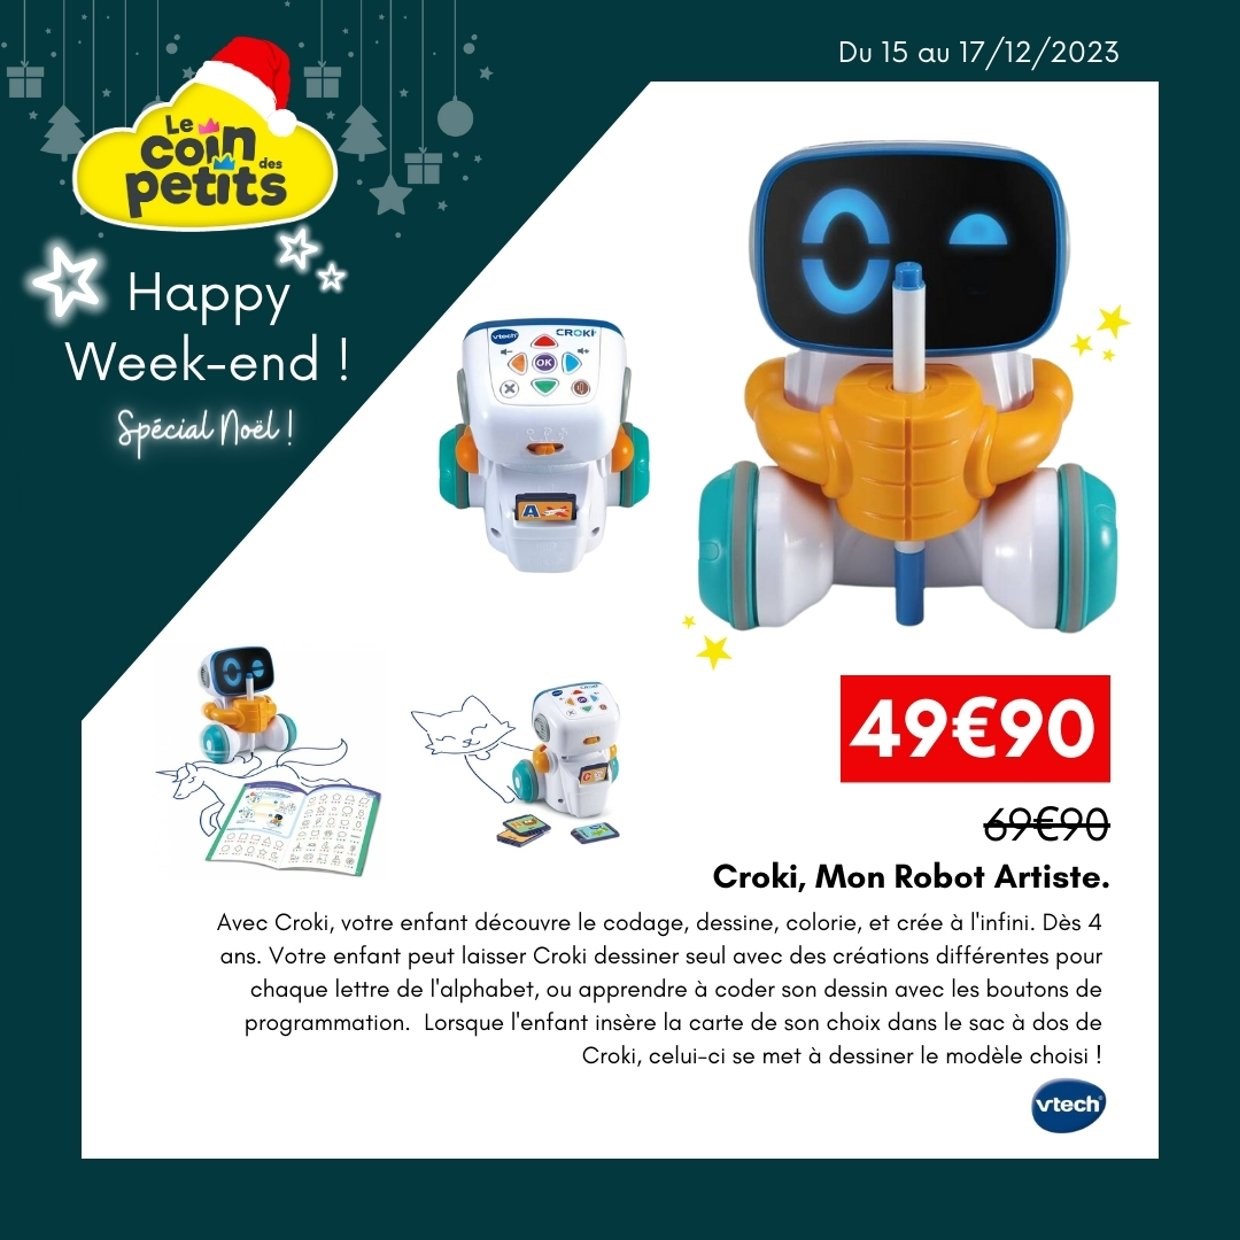 Du 15 au 17/12/2023
Le
coin des
petits
Happy
Week-end !
Spécial Noël !
vtech CROKI
OK
A
49€90
69€90
Croki, Mon Robot Artiste.
Avec Croki, votre enfant découvre le codage, dessine, colorie, et crée à l'infini. Dès 4
ans. Votre enfant peut laisser Croki dessiner seul avec des créations différentes pour
chaque lettre de l'alphabet, ou apprendre à coder son dessin avec les boutons de
programmation.  Lorsque l'enfant insère la carte de son choix dans le sac à dos de
Croki, celui-ci se met à dessiner le modèle choisi !
vtech